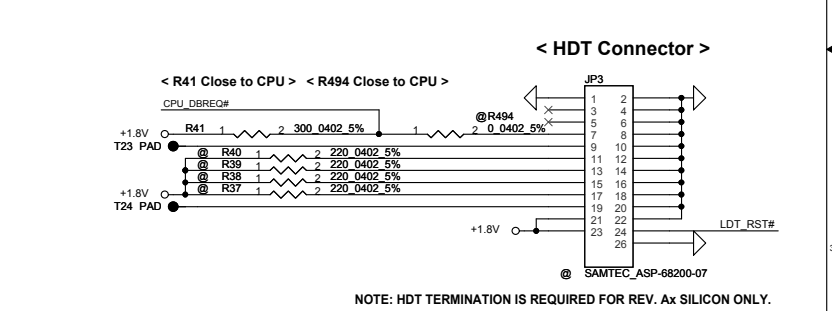 < HDT Connector >
< R41 Close to CPU > < R494 Close to CPU >
JP3
CPU_DBREQ#
1 2
3 4
@R494
5 6
+1.8V R41 1 2 300_0402_5% 1 2 0_0402_5% 7 8
T23 PAD 9 10
@ R40 1 2 220_0402_5% 11 12
@ R39 1 2 220_0402_5% 13 14
@ R38 1 2 220_0402_5% 15 16
+1.8V @ R37 1 2 220_0402_5% 17 18
T24 PAD 19 20
21 22
+1.8V 23 24 LDT_RST#
26
@ SAMTEC_ASP-68200-07
NOTE: HDT TERMINATION IS REQUIRED FOR REV. Ax SILICON ONLY.